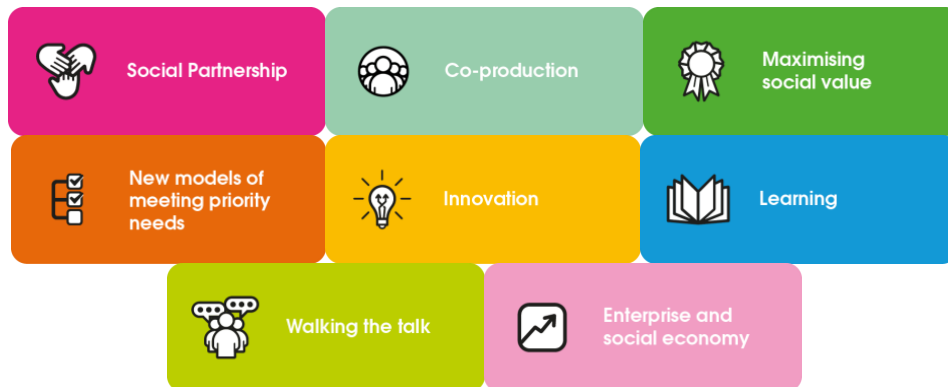 Social Partnership
Co-production
Maximising
social value
New models of
meeting priority
needs
Innovation
Learning
Walking the talk
Enterprise and
social economy